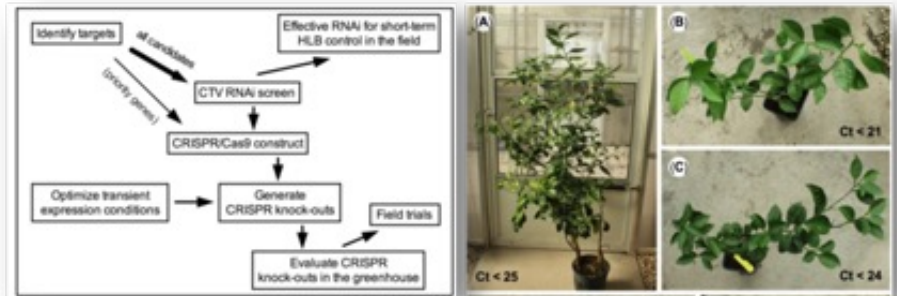 Identify targets
Effective RNAi for short-term
HLB control in the field
all candidates
(priority genes)
CTV RNAi screen
CRISPR/Cas9 construct
Optimize transient
expression conditions
Generate
CRISPR knock-outs
Field trials
Evaluate CRISPR
knock-outs in the greenhouse
(A)
Ct < 25
(B)
Ct < 21
(C)
Ct < 24